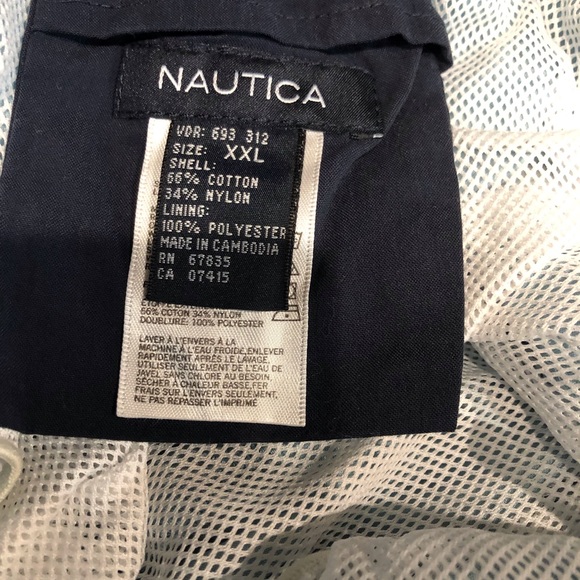 NAUTICA
VDR: 693 312
SIZE: XXL
SHELL:
66% COTTON
34% NYLON
LINING:
100% POLYESTER
MADE IN CAMBODIA
RN 67835
CA 07415
66% COTON 34% NYLON
DOUBLURE: 100% POLYESTER
LAVER À L'ENVERS À LA
MACHINE À L'EAU FROIDE,ENLEVER
RAPIDEMENT APRÈS LE LAVAGE
UTILISER SEULEMENT DE L'EAU DE
JAVEL SANS CHLORE AU BESOIN,
SÉCHER À CHALEUR BASSE,FER
FRAIS SUR L'ENVERS SEULEMENT,
NE PAS REPASSER L'IMPRIMÉ